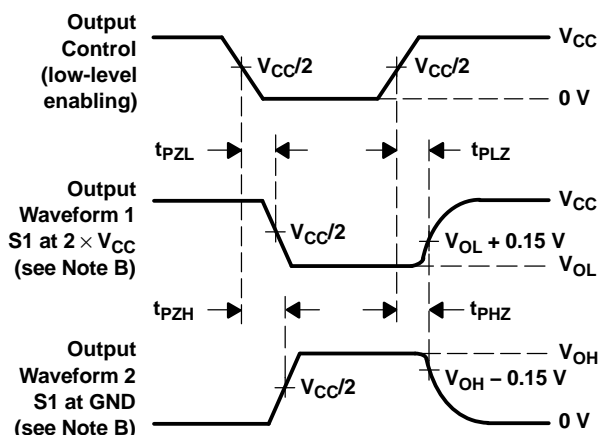 Output
Control
(low-level
enabling)
VCC
VCC/2
VCC/2
0 V
tPZL
tPLZ
Output
Waveform 1
S1 at 2 × VCC
(see Note B)
VCC
VCC/2
VOL + 0.15 V
VOL
tPZH
tPHZ
Output
Waveform 2
S1 at GND
(see Note B)
VOH
VCC/2
VOH − 0.15 V
0 V